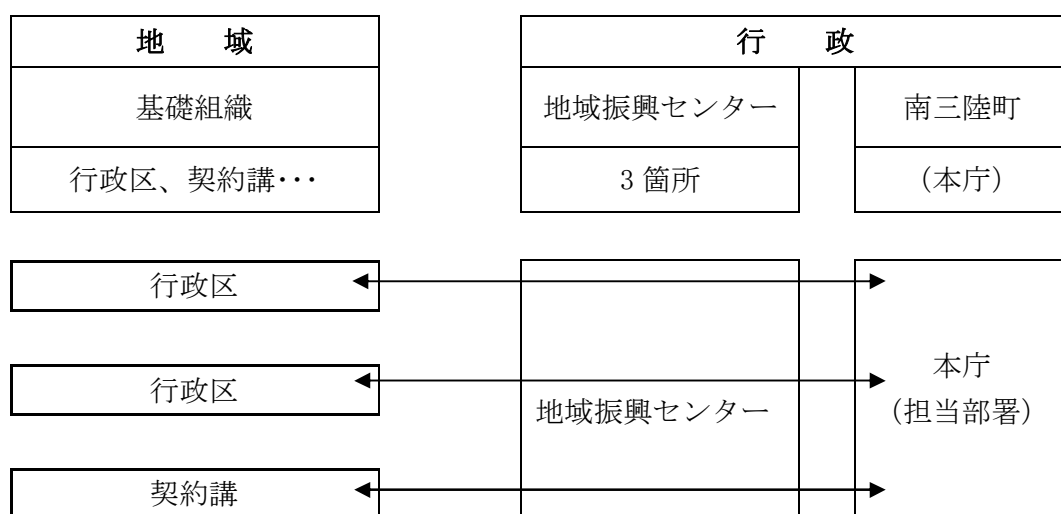 地　域
行　政
基礎組織
地域振興センター
南三陸町
行政区、契約講･･･
3 箇所
(本庁)
行政区
行政区
地域振興センター
本庁
(担当部署)
契約講